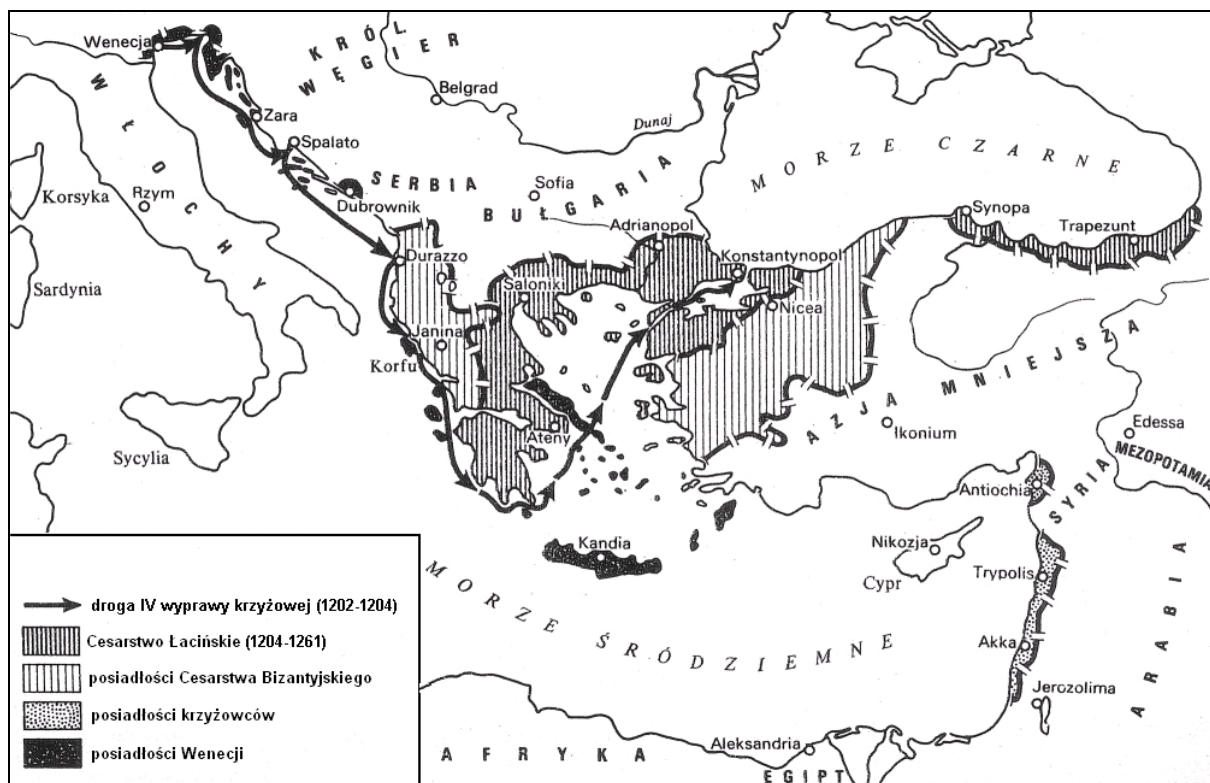 Wenecja
KRÓL
WĘGIER
Belgrad
WŁOCHY
Zara
Dunaj
Spalato
MORZE CZARNE
Korsyka
Rzym
SERBIA
Sofia
BUŁGARIA
Dubrownik
Adrianopol
Synopa
Trapezunt
Konstantynopol
Durazzo
Saloniki
Nicea
Sardynia
Janina
Korfu
AZJA MNIEJSZA
Ateny
Ikonium
Edessa
Sycylia
MEZOPOTAMIA
Antiochia
SYRIA
Kandia
Nikozja
Cypr
Trypolis
MORZE ŚRÓDZIEMNE
ARABIA
Akka
Jerozolima
AFRYKA
Aleksandria
EGIPT
droga IV wyprawy krzyżowej (1202-1204)
Cesarstwo Łacińskie (1204-1261)
posiadłości Cesarstwa Bizantyjskiego
posiadłości krzyżowców
posiadłości Wenecji